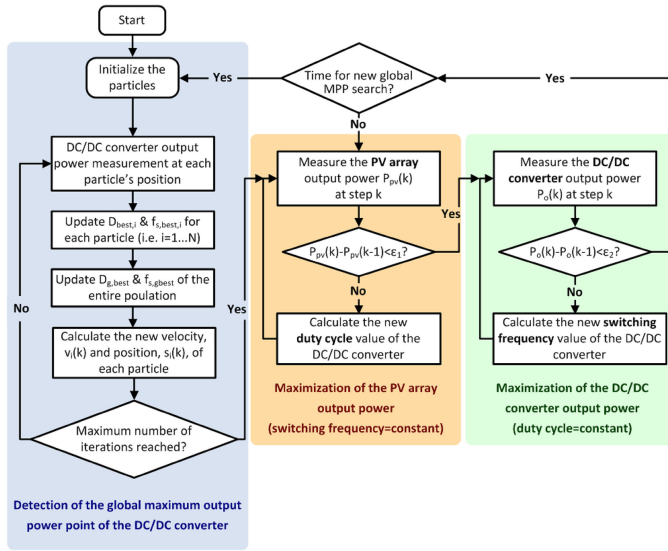 Start
Initialize the
particles
DC/DC converter output
power measurement at each
particle's position
Update D_best,i & f_s,best,i for
each particle (i.e. i=1...N)
Update D_g,best & f_s,gbest of the
entire poulation
Calculate the new velocity,
v_i(k) and position, s_i(k), of
each particle
Maximum number of
iterations reached?
No
Yes
Detection of the global maximum output
power point of the DC/DC converter
Time for new global
MPP search?
Yes
Yes
No
Measure the PV array
output power P_pv(k)
at step k
P_pv(k)-P_pv(k-1)<ε_1?
Yes
No
Calculate the new
duty cycle value of the
DC/DC converter
Maximization of the PV array
output power
(switching frequency=constant)
Measure the DC/DC
converter output power
P_o(k) at step k
P_o(k)-P_o(k-1)<ε_2?
No
Calculate the new switching
frequency value of the DC/DC
converter
Maximization of the DC/DC
converter output power
(duty cycle=constant)